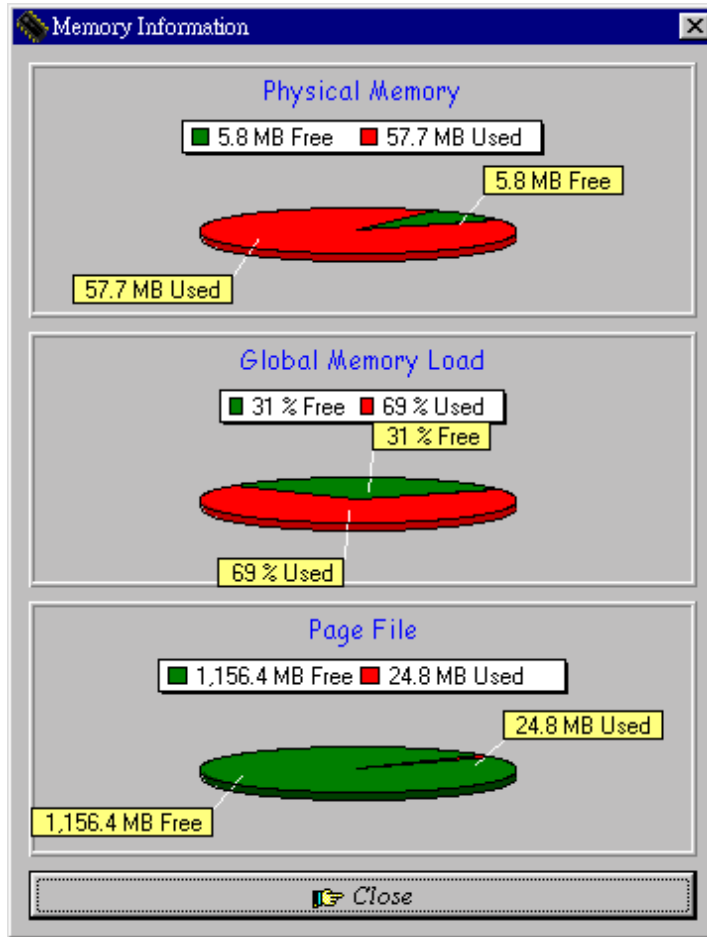 Memory Information
Physical Memory
5.8 MB Free 57.7 MB Used
5.8 MB Free
57.7 MB Used
Global Memory Load
31 % Free 69 % Used
31 % Free
69 % Used
Page File
1,156.4 MB Free 24.8 MB Used
24.8 MB Used
1,156.4 MB Free
Close